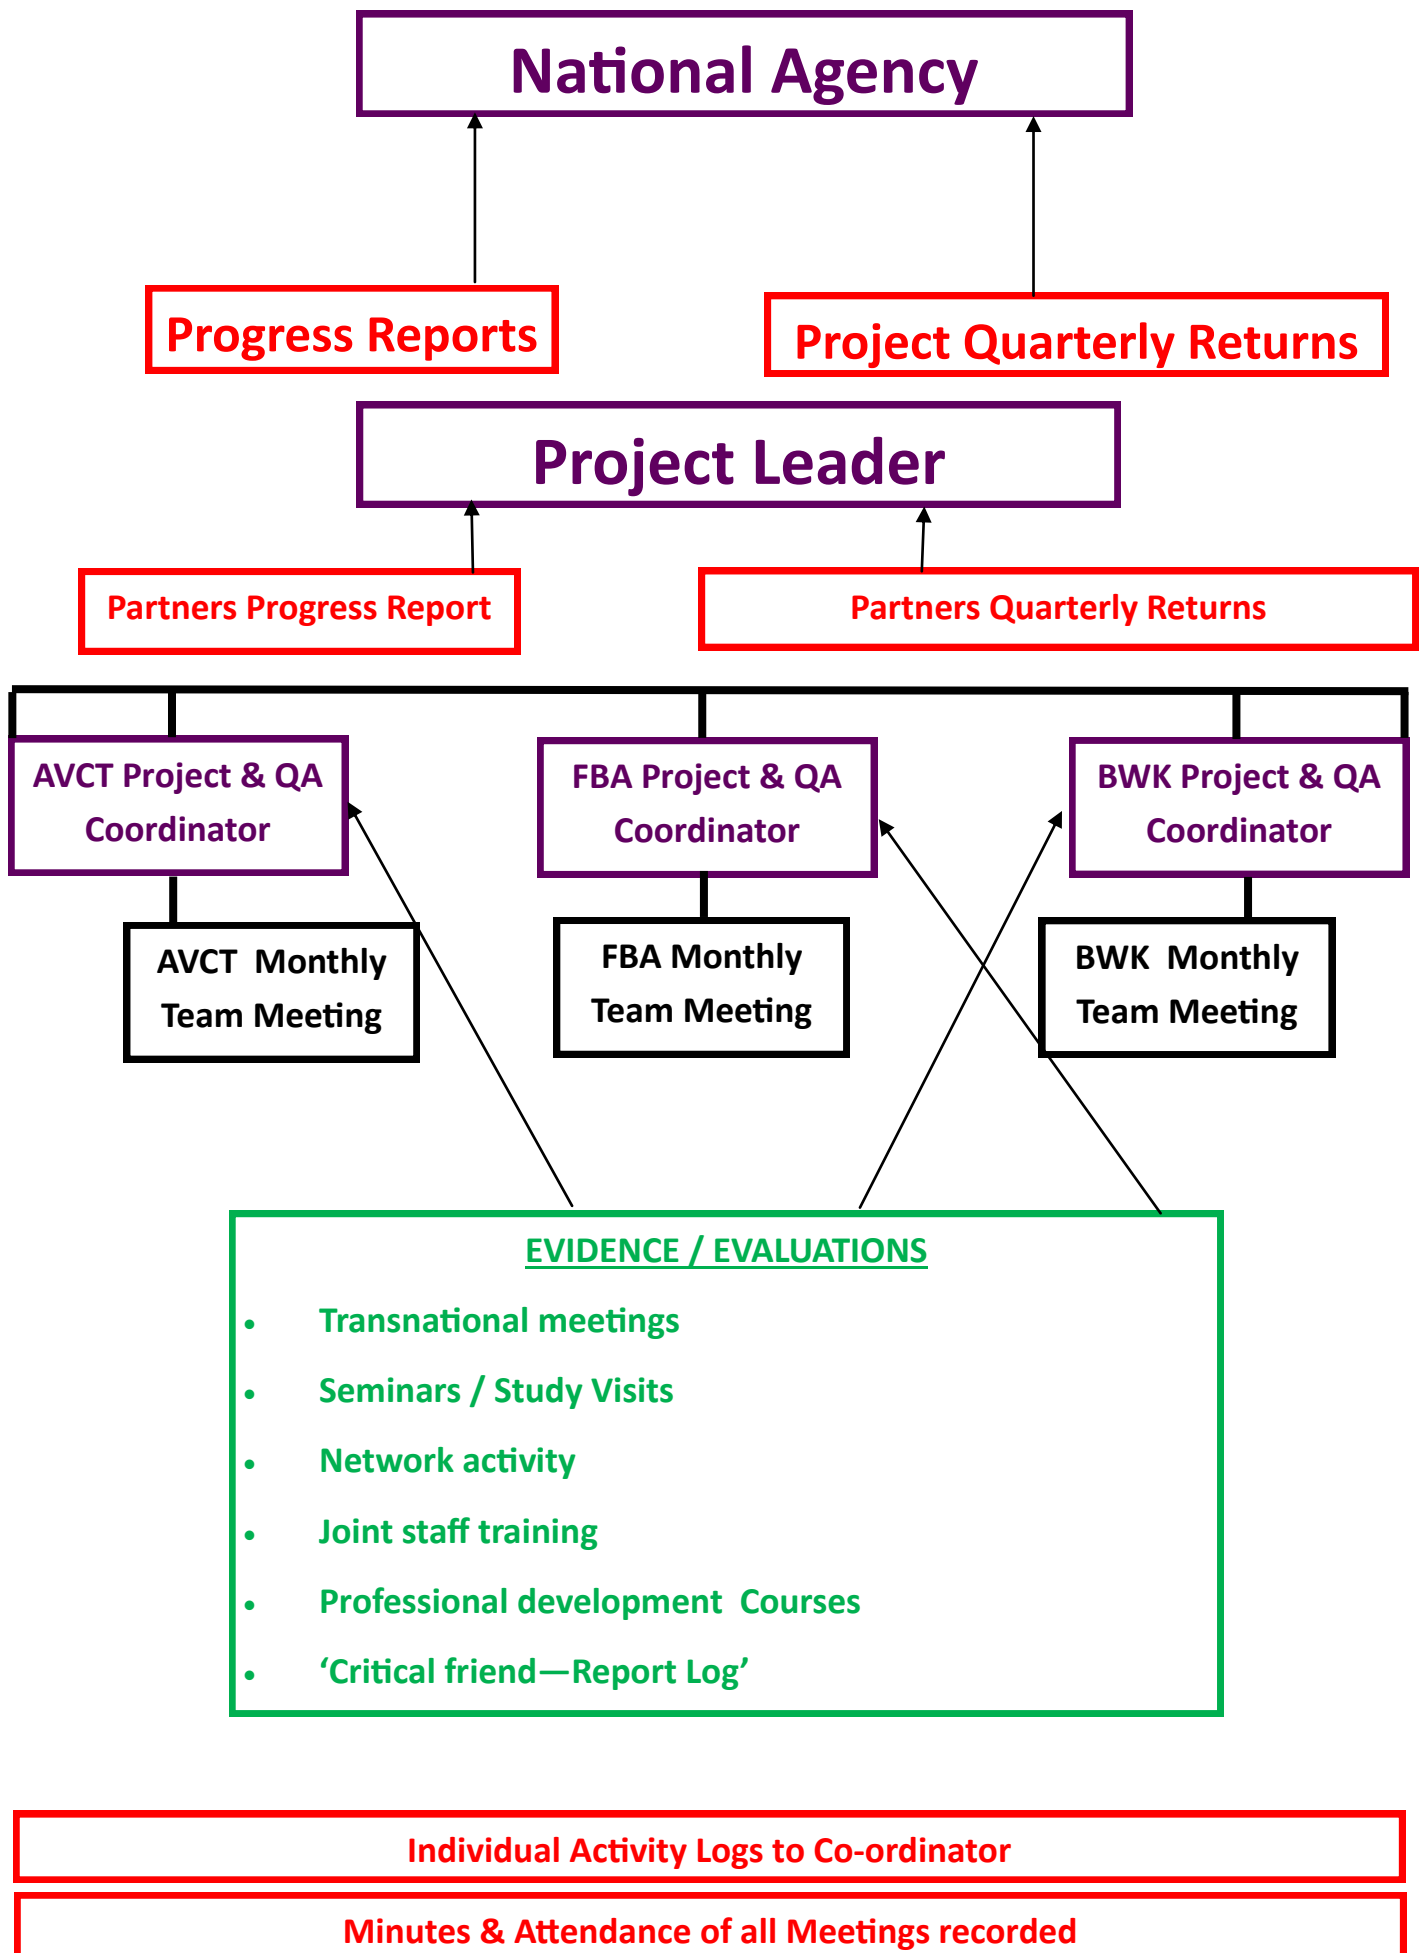 National Agency
Progress Reports
Project Quarterly Returns
Project Leader
Partners Progress Report
Partners Quarterly Returns
AVCT Project & QA
Coordinator
FBA Project & QA
Coordinator
BWK Project & QA
Coordinator
AVCT  Monthly
Team Meeting
FBA Monthly
Team Meeting
BWK  Monthly
Team Meeting
EVIDENCE / EVALUATIONS
• Transnational meetings
• Seminars / Study Visits
• Network activity
• Joint staff training
• Professional development  Courses
• ‘Critical friend—Report Log’
Individual Activity Logs to Co-ordinator
Minutes & Attendance of all Meetings recorded